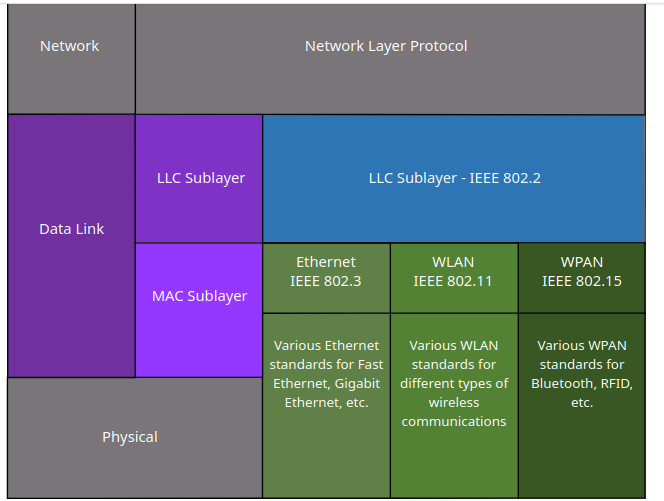 Network
Network Layer Protocol
Data Link
LLC Sublayer
LLC Sublayer - IEEE 802.2
MAC Sublayer
Ethernet
IEEE 802.3
WLAN
IEEE 802.11
WPAN
IEEE 802.15
Various Ethernet
standards for Fast
Ethernet, Gigabit
Ethernet, etc.
Various WLAN
standards for
different types of
wireless
communications
Various WPAN
standards for
Bluetooth, RFID,
etc.
Physical